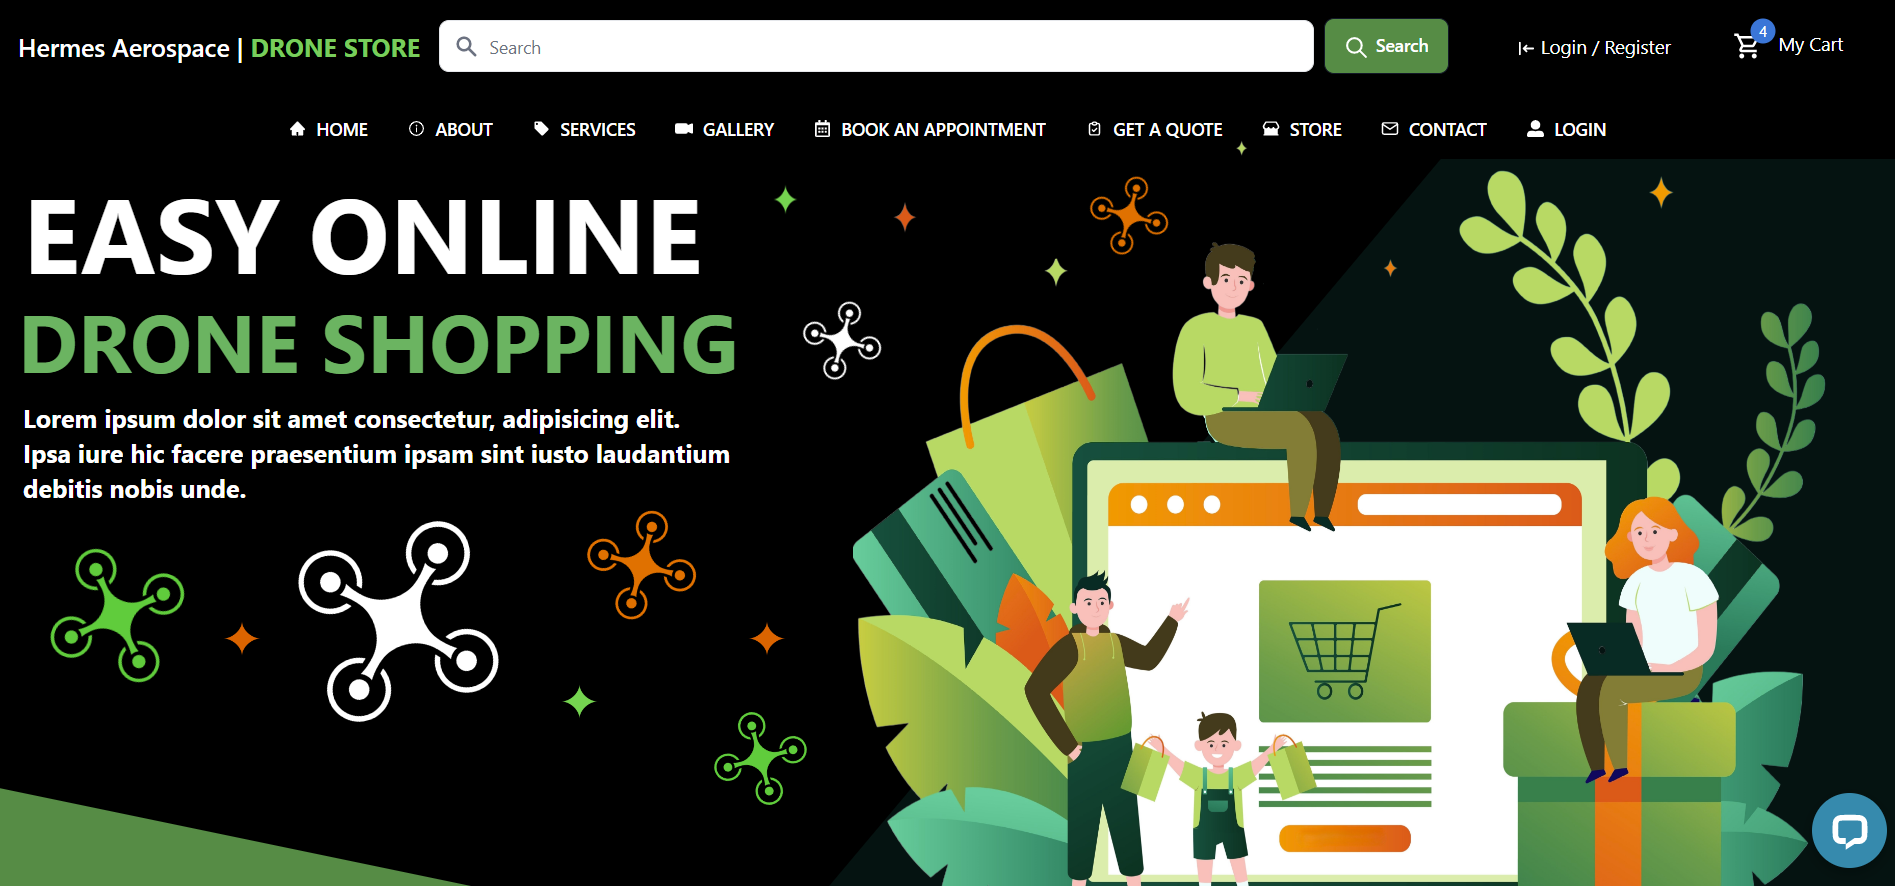 Hermes Aerospace | DRONE STORE
Search
Search
Login / Register
4
My Cart
HOME
ABOUT
SERVICES
GALLERY
BOOK AN APPOINTMENT
GET A QUOTE
STORE
CONTACT
LOGIN
EASY ONLINE
DRONE SHOPPING
Lorem ipsum dolor sit amet consectetur, adipisicing elit.
Ipsa iure hic facere praesentium ipsam sint iusto laudantium
debitis nobis unde.